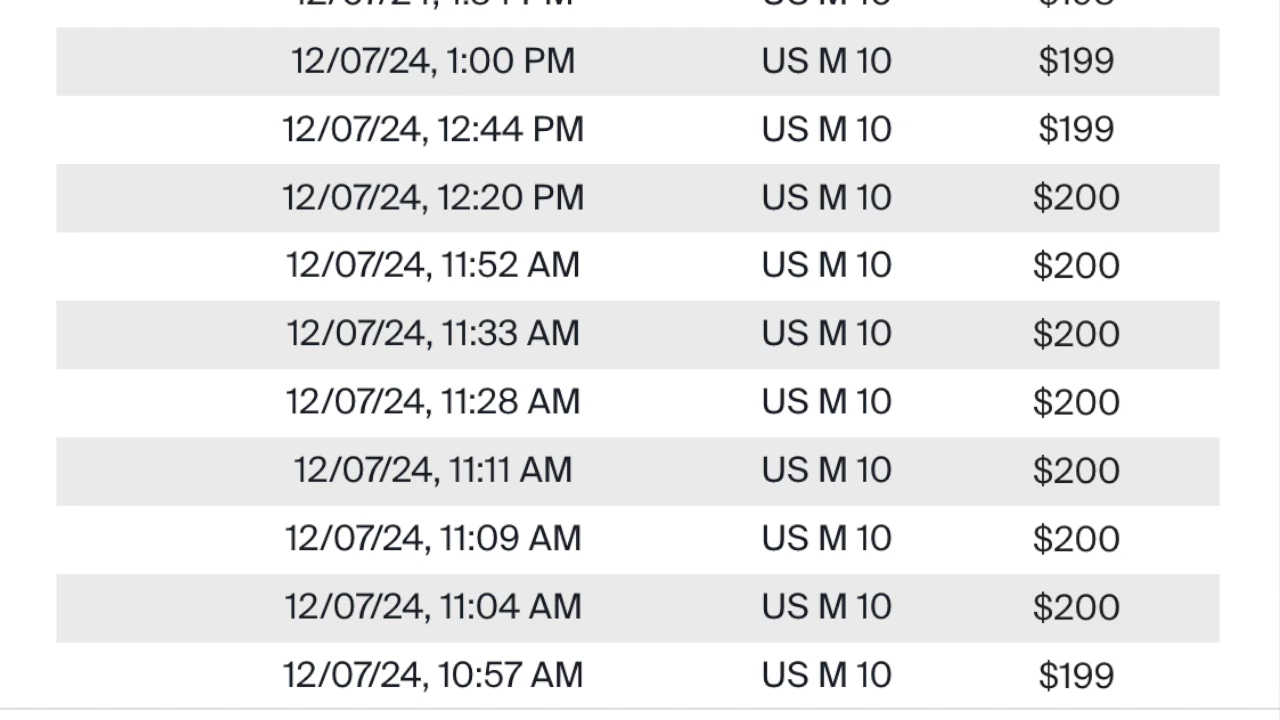 12/07/24, 1:00 PM US M 10 $199
12/07/24, 12:44 PM US M 10 $199
12/07/24, 12:20 PM US M 10 $200
12/07/24, 11:52 AM US M 10 $200
12/07/24, 11:33 AM US M 10 $200
12/07/24, 11:28 AM US M 10 $200
12/07/24, 11:11 AM US M 10 $200
12/07/24, 11:09 AM US M 10 $200
12/07/24, 11:04 AM US M 10 $200
12/07/24, 10:57 AM US M 10 $199